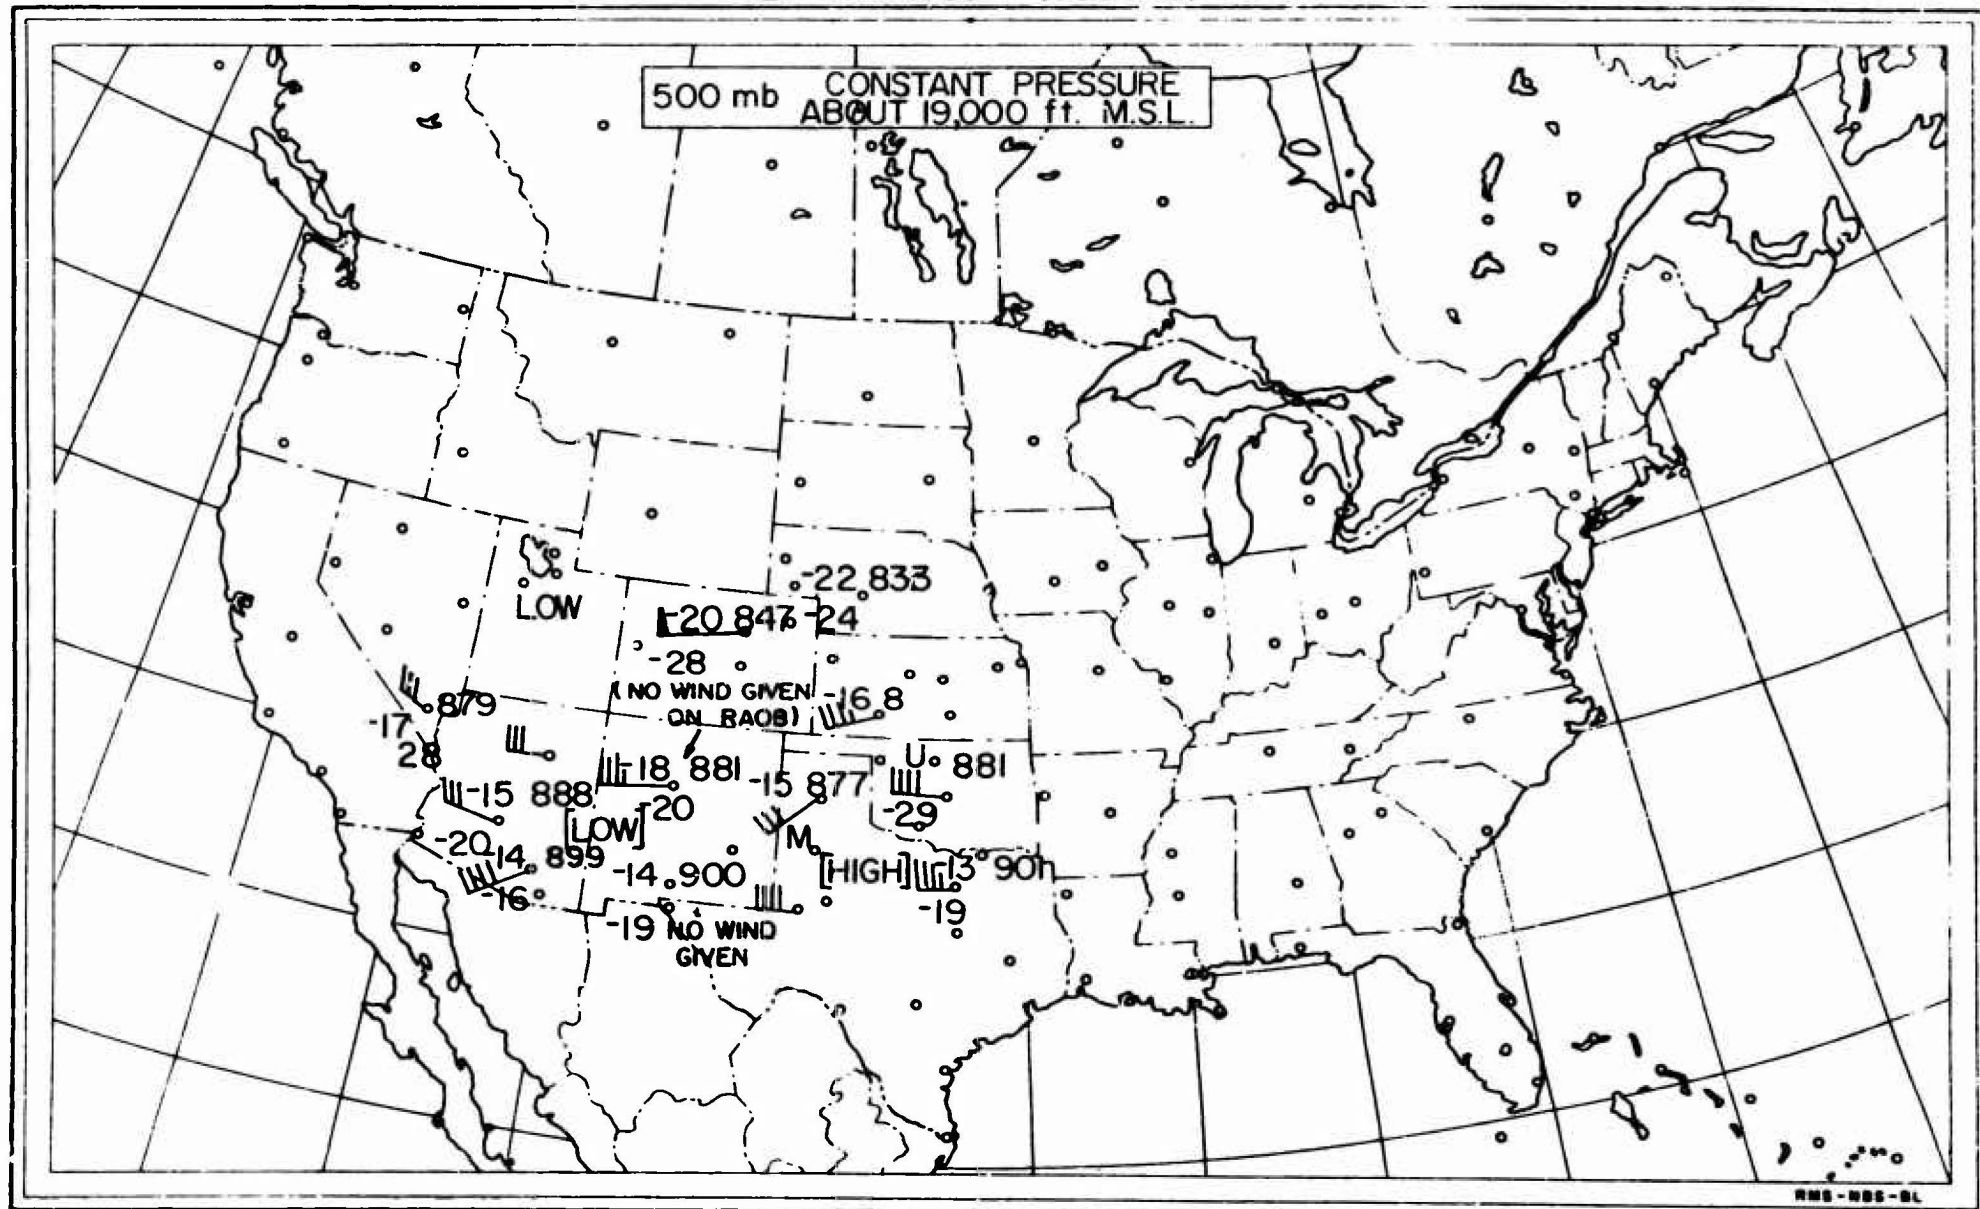 500 mb CONSTANT PRESSURE
ABOUT 19,000 ft. M.S.L.
-22 833
LOW
-20 847 -24
-28
(NO WIND GIVEN
ON RAOB)
879
-16 8
-17
28
U 881
-18 881
-15 877
-15 888
-20
[LOW]
-29
M
-20
-14 899
[HIGH]
-13
-14 900
-16
-19
-19 NO WIND
GIVEN
RMS-NBS-BL